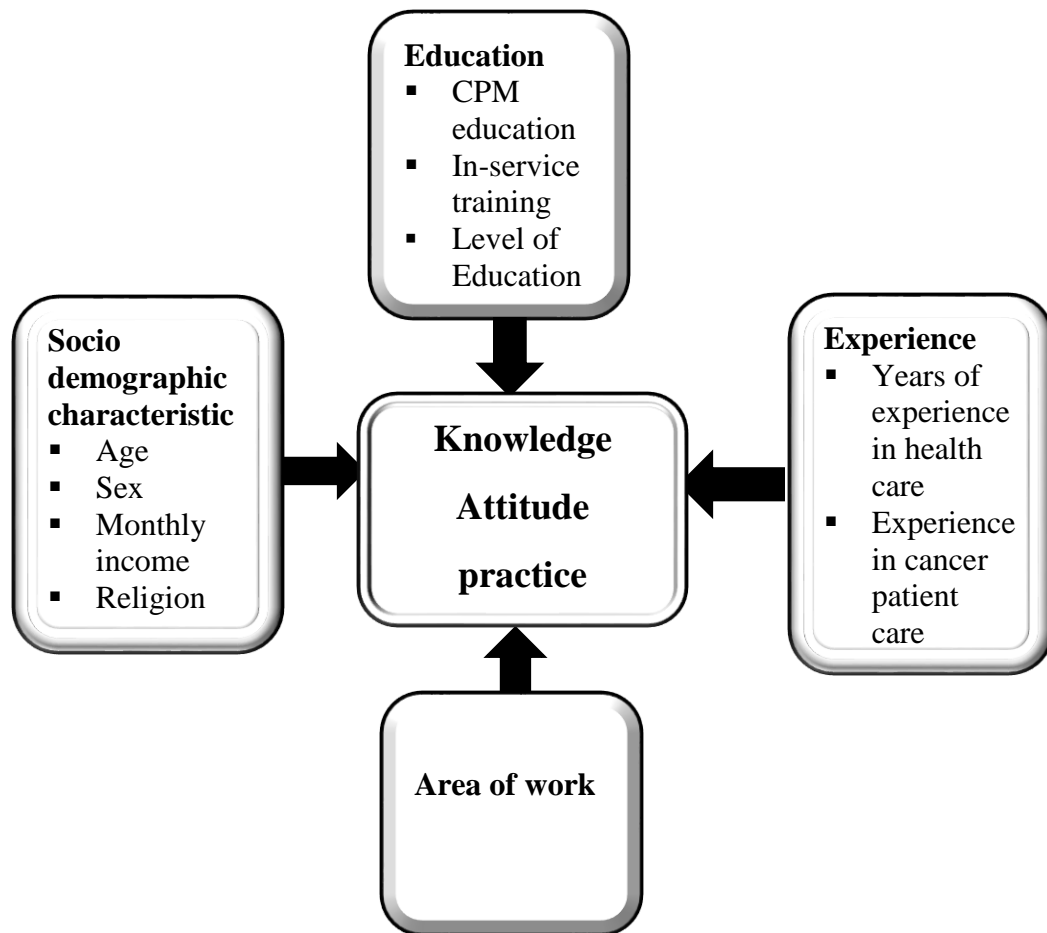 Education
▪ CPM
education
▪ In-service
training
▪ Level of
Education
Socio
demographic
characteristic
▪ Age
▪ Sex
▪ Monthly
income
▪ Religion
Knowledge
Attitude
practice
Experience
▪ Years of
experience
in health
care
▪ Experience
in cancer
patient
care
Area of work